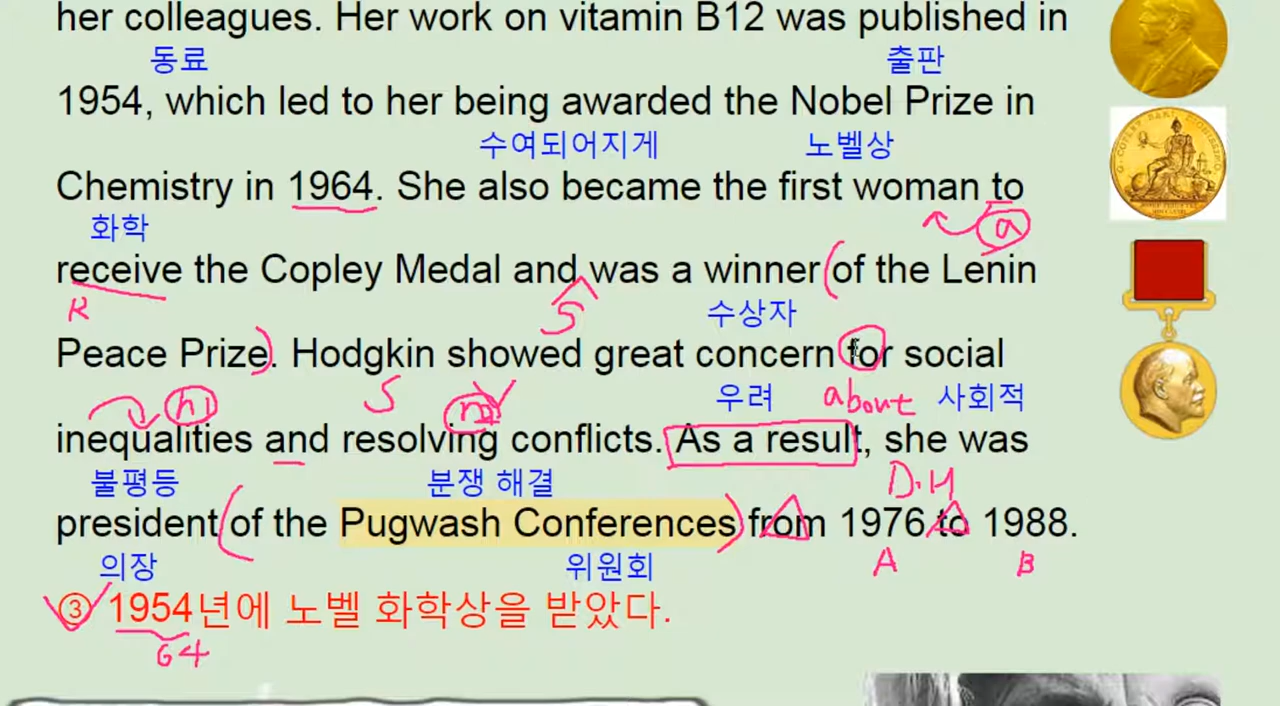 her colleagues. Her work on vitamin B12 was published in
동료 출판
1954, which led to her being awarded the Nobel Prize in
수여되어지게 노벨상
Chemistry in 1964. She also became the first woman to
화학 a
receive the Copley Medal and was a winner (of the Lenin
R S 수상자
Peace Prize). Hodgkin showed great concern for social
S n 우려 about 사회적
inequalities and resolving conflicts. As a result, she was
불평등 분쟁 해결 D.H
president (of the Pugwash Conferences) from 1976 to 1988.
의장 위원회 A B
③ 1954년에 노벨 화학상을 받았다.
64